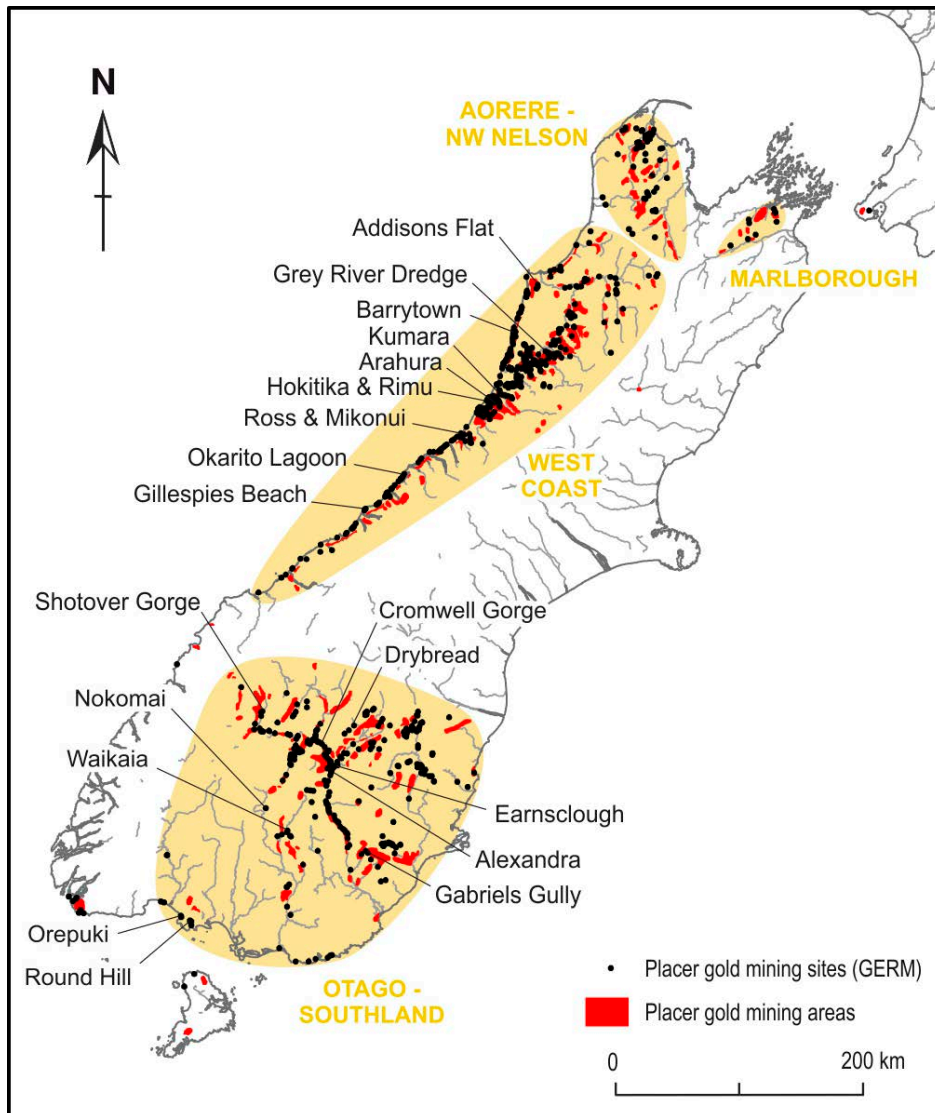 N
AORERE -
NW NELSON
Addisons Flat
Grey River Dredge
MARLBOROUGH
Barrytown
Kumara
Arahura
Hokitika & Rimu
Ross & Mikonui
WEST
COAST
Okarito Lagoon
Gillespies Beach
Shotover Gorge
Cromwell Gorge
Drybread
Nokomai
Waikaia
Earnsclough
Alexandra
Gabriels Gully
Orepuki
Round Hill
OTAGO -
SOUTHLAND
Placer gold mining sites (GERM)
Placer gold mining areas
0
200 km